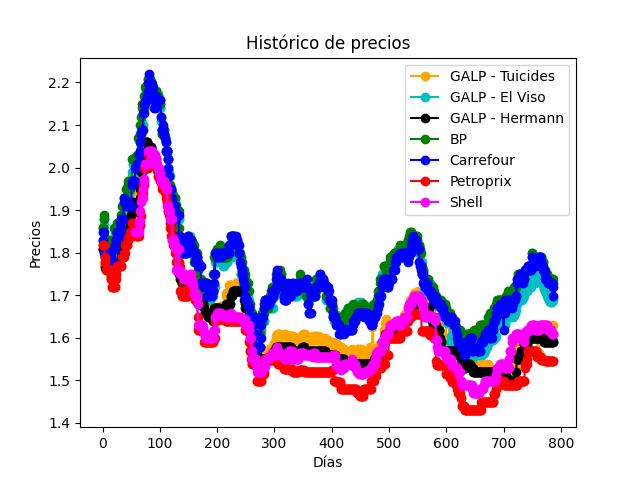 Histórico de precios
GALP - Tuicides
GALP - El Viso
GALP - Hermann
BP
Carrefour
Petroprix
Shell
Precios
2.2
2.1
2.0
1.9
1.8
1.7
1.6
1.5
1.4
0 100 200 300 400 500 600 700 800
Días